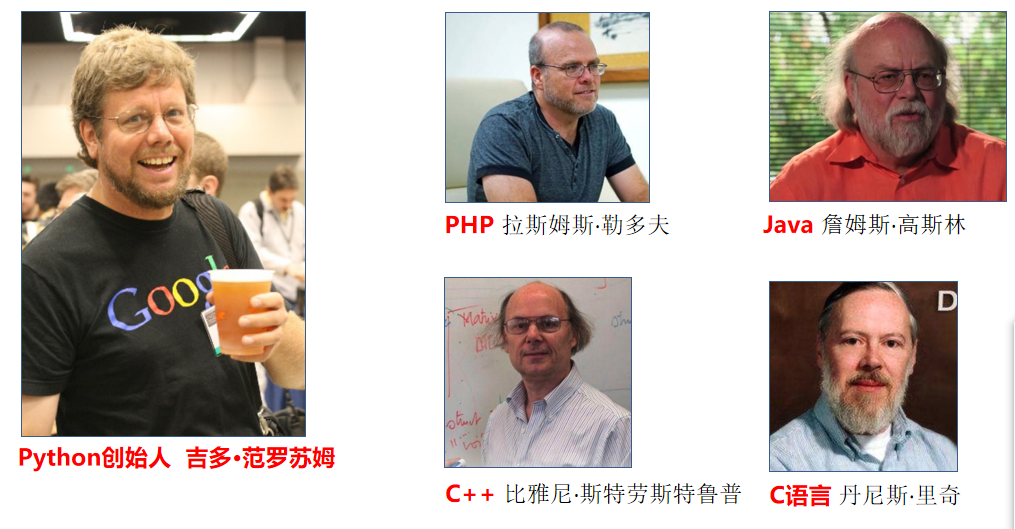 Google
Python创始人 吉多·范罗苏姆
PHP 拉斯姆斯·勒多夫
Java 詹姆斯·高斯林
C++ 比雅尼·斯特劳斯特鲁普
D
C语言 丹尼斯·里奇